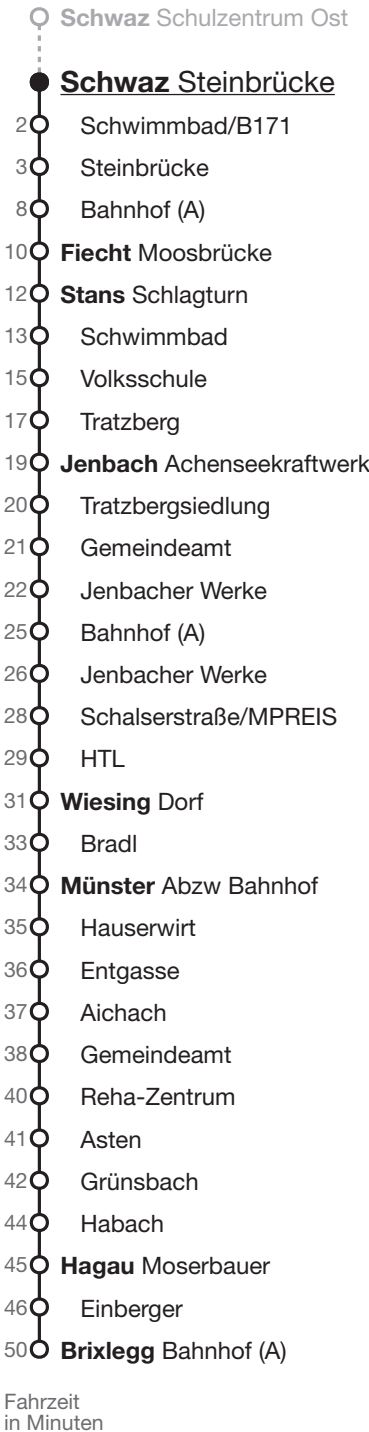 Schwaz Schulzentrum Ost
Schwaz Steinbrücke
2 Schwimmbad/B171
3 Steinbrücke
8 Bahnhof (A)
10 Fiecht Moosbrücke
12 Stans Schlagturn
13 Schwimmbad
15 Volksschule
17 Tratzberg
19 Jenbach Achenseekraftwerk
20 Tratzbergsiedlung
21 Gemeindeamt
22 Jenbacher Werke
25 Bahnhof (A)
26 Jenbacher Werke
28 Schalserstraße/MPREIS
29 HTL
31 Wiesing Dorf
33 Bradl
34 Münster Abzw Bahnhof
35 Hauserwirt
36 Entgasse
37 Aichach
38 Gemeindeamt
40 Reha-Zentrum
41 Asten
42 Grünsbach
44 Habach
45 Hagau Moserbauer
46 Einberger
50 Brixlegg Bahnhof (A)
Fahrzeit
in Minuten